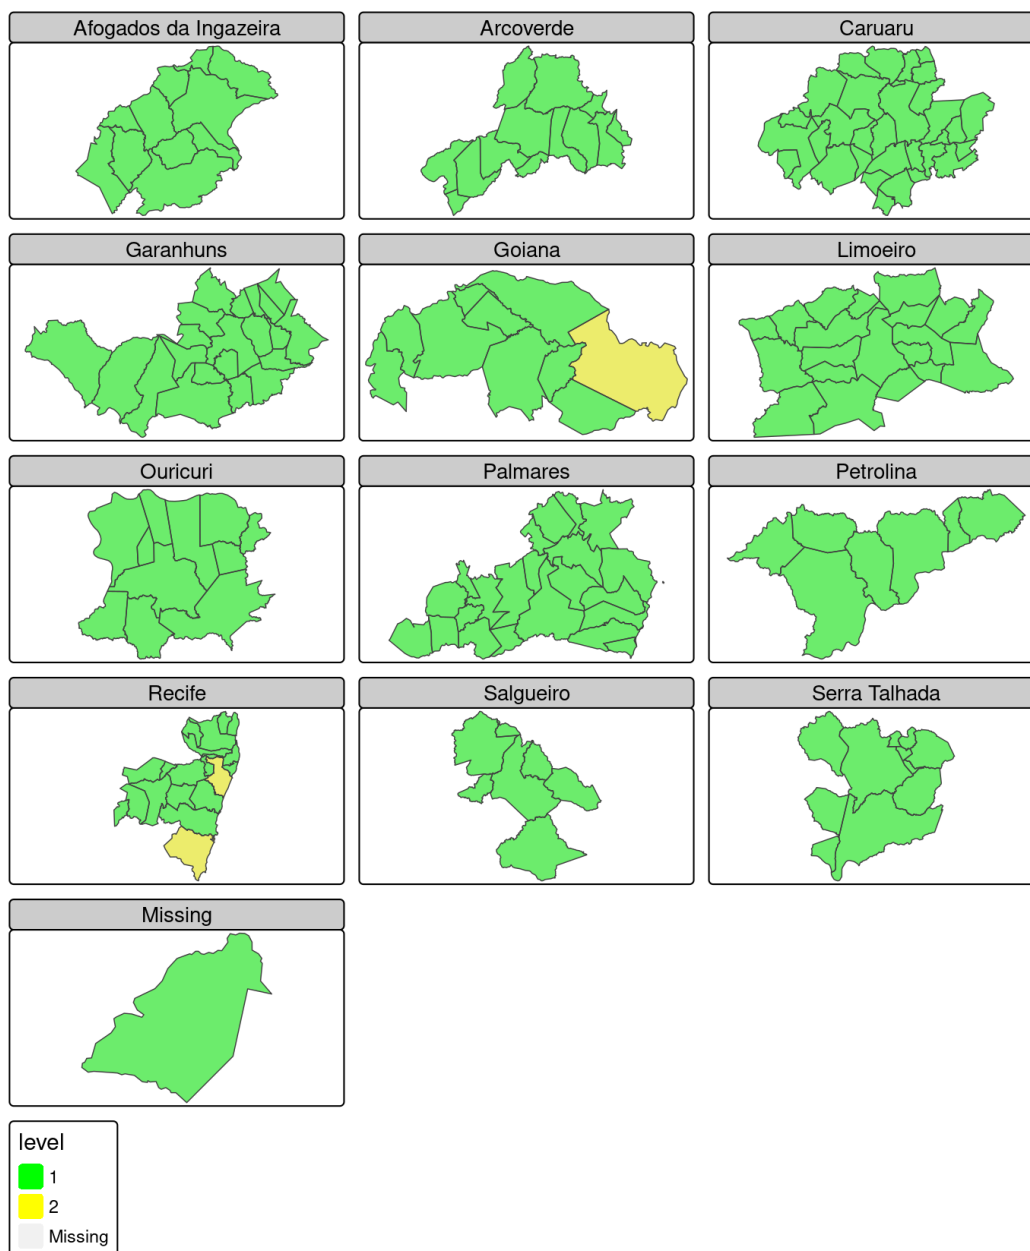 Afogados da Ingazeira
Arcoverde
Caruaru
Garanhuns
Goiana
Limoeiro
Ouricuri
Palmares
Petrolina
Recife
Salgueiro
Serra Talhada
Missing
level
1
2
Missing